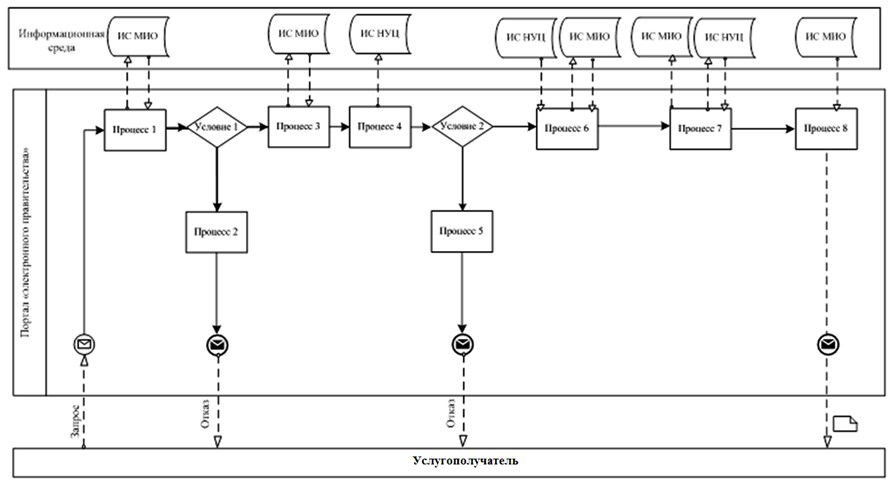 Информационная
среда
ИС МИО
ИС МИО
ИС НУЦ
ИС НУЦ
ИС МИО
ИС МИО
ИС НУЦ
ИС МИО
Портал «электронного правительства»
Процесс 1
Условие 1
Процесс 3
Процесс 4
Условие 2
Процесс 6
Процесс 7
Процесс 8
Процесс 2
Процесс 5
Запрос
Отказ
Отказ
Услугополучатель